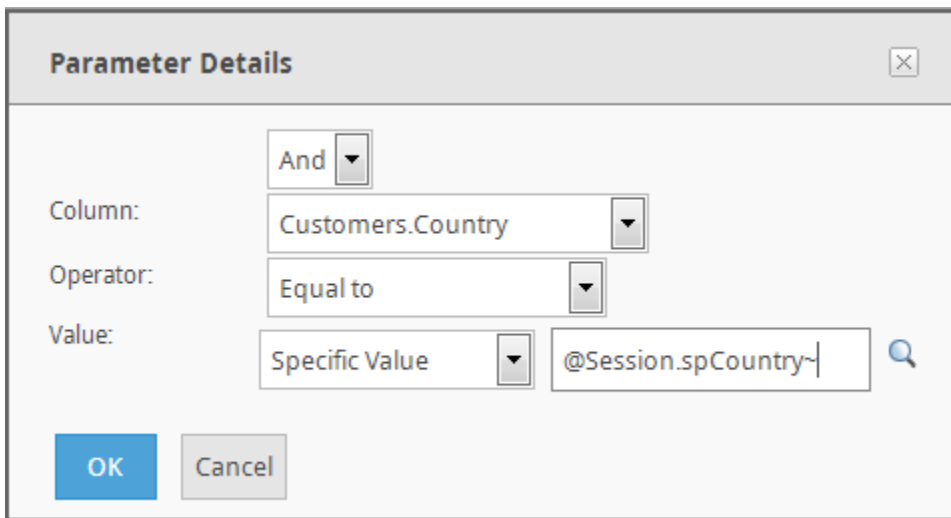 Parameter Details
And
Column: Customers.Country
Operator: Equal to
Value: Specific Value @Session.spCountry~
OK Cancel